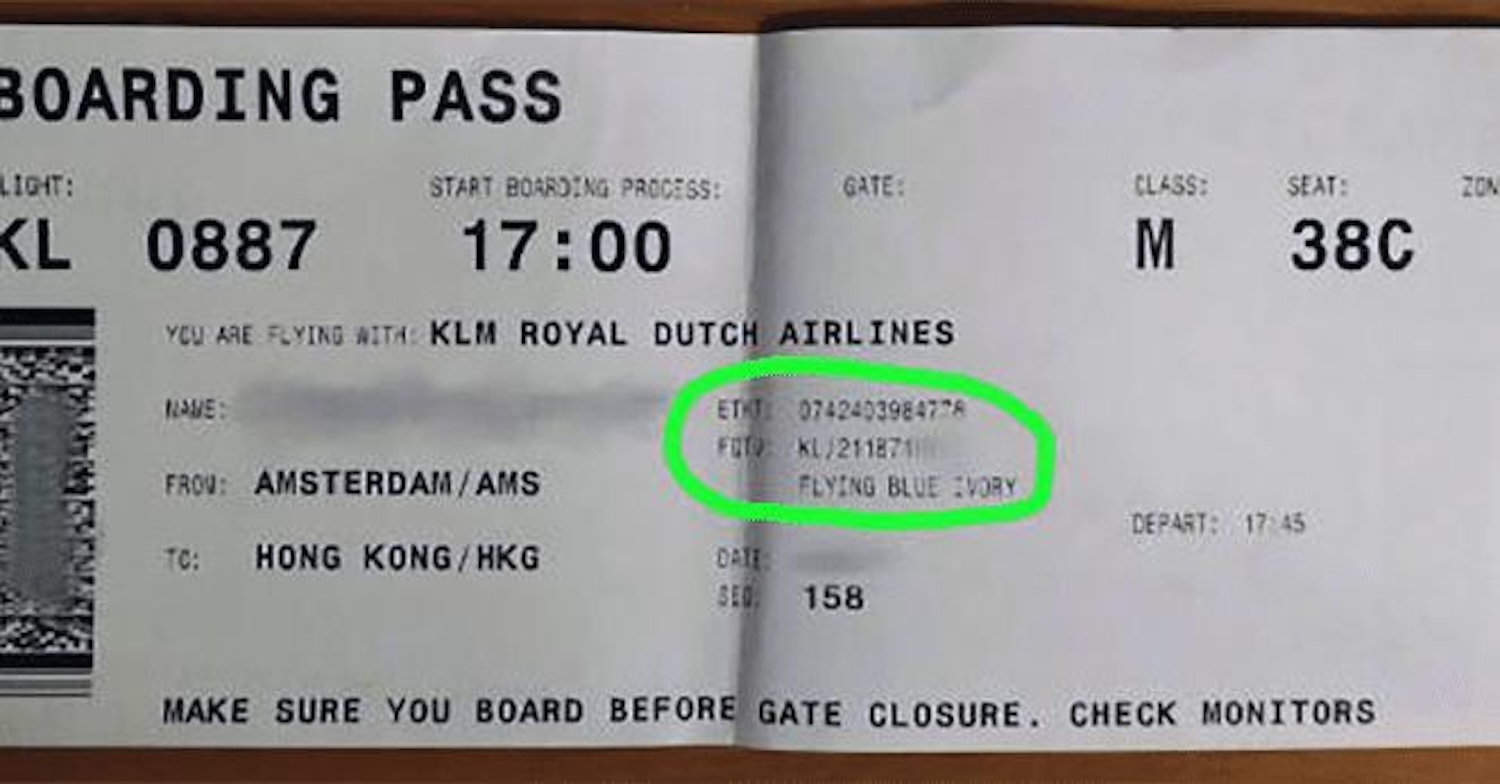 BOARDING PASS
LIGHT: START BOARDING PROCESS: GATE: CLASS: SEAT: ZON
KL 0887 17:00 M 38C
YOU ARE FLYING WITH: KLM ROYAL DUTCH AIRLINES
NAME: ETKT:
FQTV: KL/211871
FROM: AMSTERDAM/AMS FLYING BLUE IVORY
DEPART: 17:45
TO: HONG KONG/HKG DATE:
SEQ: 158
MAKE SURE YOU BOARD BEFORE GATE CLOSURE. CHECK MONITORS